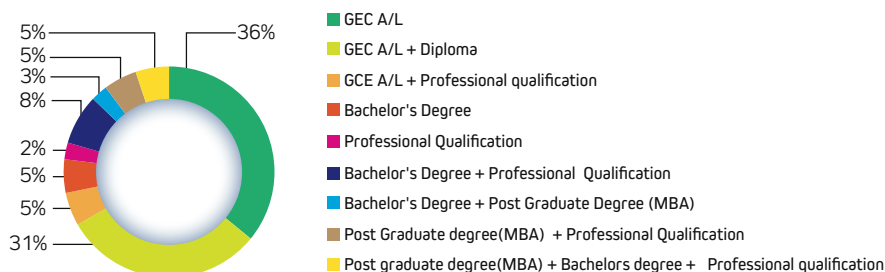 5%
36%
5%
3%
8%
2%
5%
5%
31%
GEC A/L
GEC A/L + Diploma
GCE A/L + Professional qualification
Bachelor's Degree
Professional Qualification
Bachelor's Degree + Professional Qualification
Bachelor's Degree + Post Graduate Degree (MBA)
Post Graduate degree(MBA) + Professional Qualification
Post graduate degree(MBA) + Bachelors degree + Professional qualification